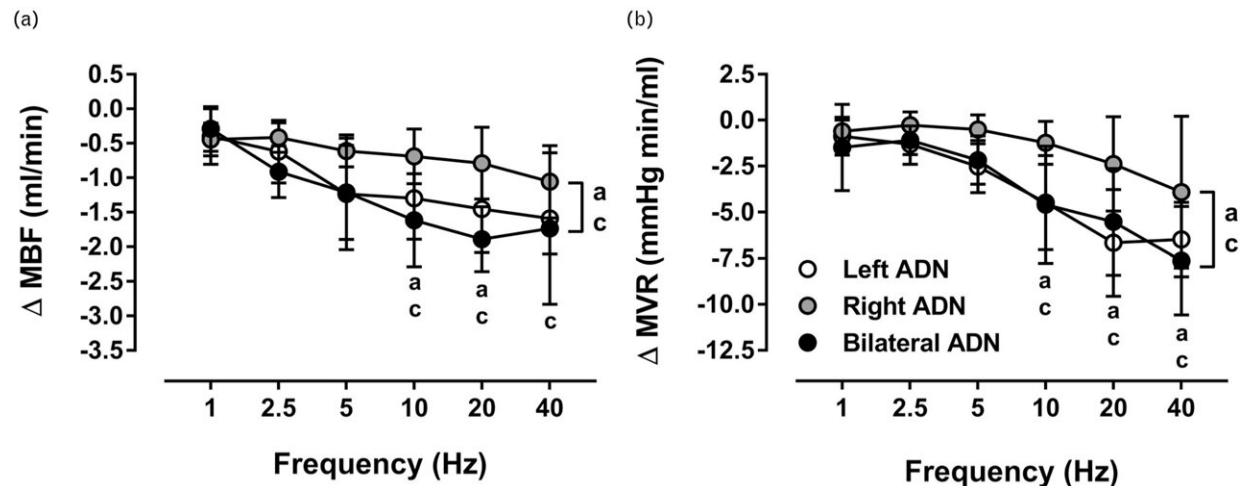 (a)
Δ MBF (ml/min)
0.5
0.0
-0.5
-1.0
-1.5
-2.0
-2.5
-3.0
-3.5
a
c
a
c
a
c
c
1 2.5 5 10 20 40
Frequency (Hz)
(b)
Δ MVR (mmHg min/ml)
2.5
0.0
-2.5
-5.0
-7.5
-10.0
-12.5
Left ADN
Right ADN
Bilateral ADN
a
c
a
c
a
c
a
c
1 2.5 5 10 20 40
Frequency (Hz)